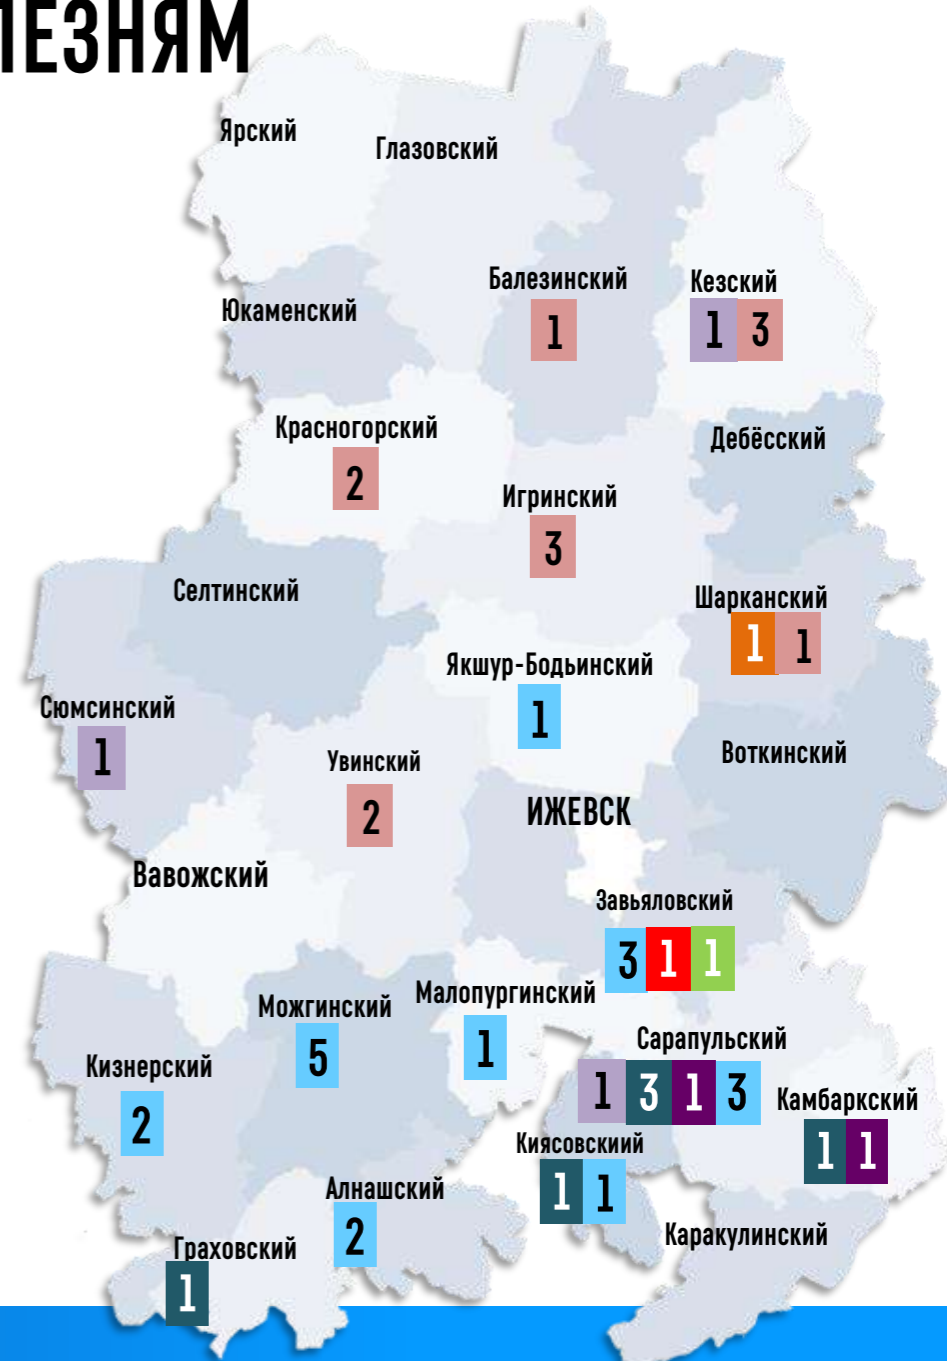 ЛЕЗНЯМ
Ярский
Глазовский
Балезинский
1
Кезский
1 3
Юкаменский
Красногорский
2
Дебёсский
Игринский
3
Селтинский
Шарканский
1 1
Якшур-Бодьинский
1
Сюмсинский
1
Увинский
2
Воткинский
ИЖЕВСК
Вавожский
Завьяловский
3 1 1
Можгинский
5
Малопургинский
1
Сарапульский
1 3 1 3
Кизнерский
2
Камбаркский
1 1
Киясовскиий
1 1
Алнашский
2
Граховский
1
Каракулинский